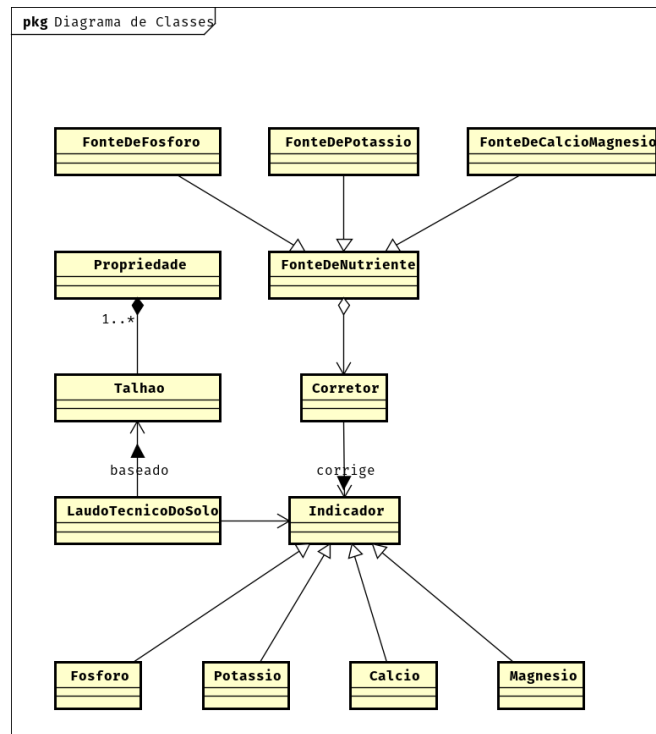 pkg Diagrama de Classes
FonteDeFosforo
FonteDePotassio
FonteDeCalcioMagnesio
Propriedade
FonteDeNutriente
1..*
Talhao
Corretor
baseado
corrige
LaudoTecnicoDoSolo
Indicador
Fosforo
Potassio
Calcio
Magnesio